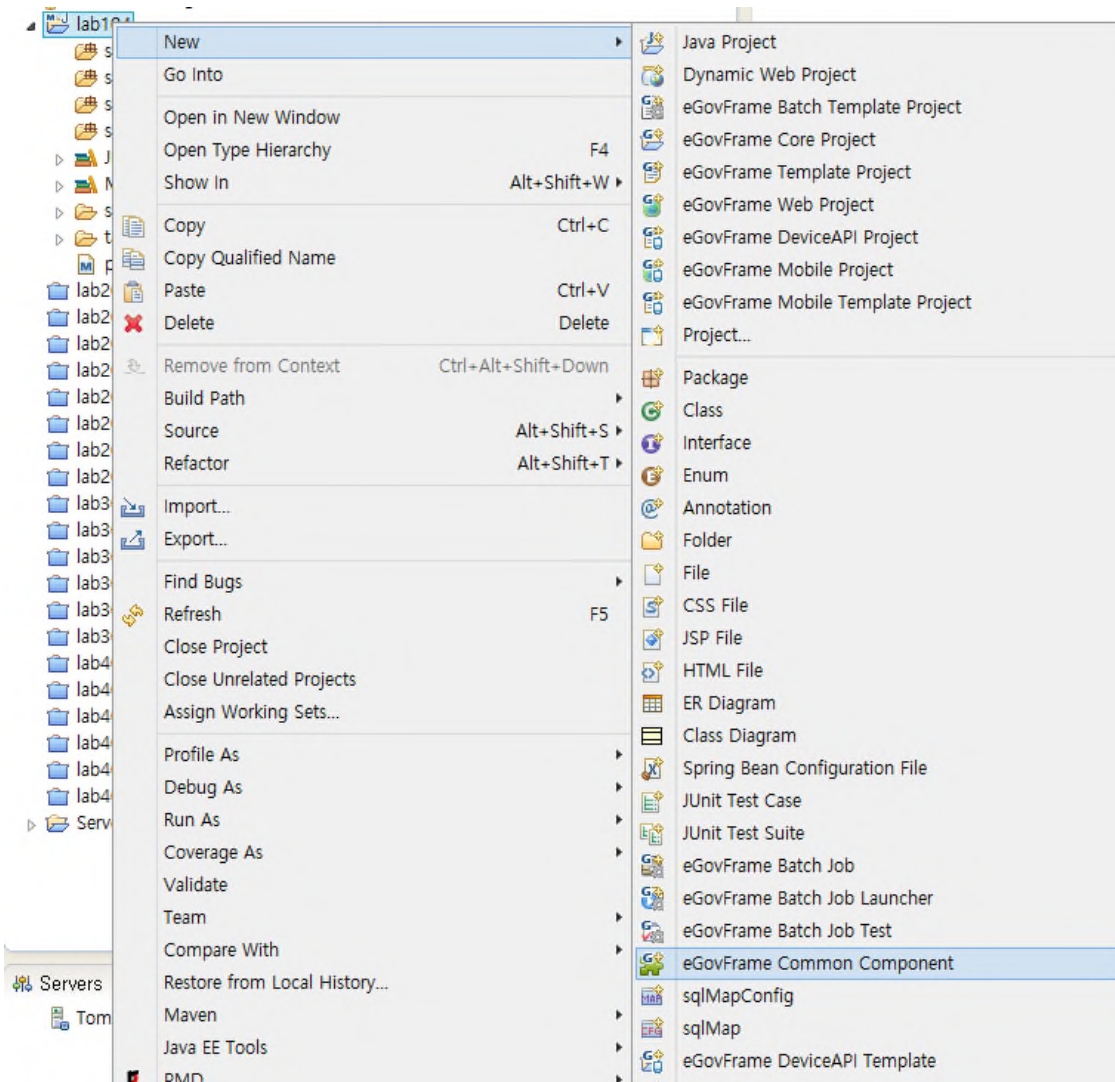 lab104
New
Go Into
Open in New Window
Open Type Hierarchy F4
Show In Alt+Shift+W
Copy Ctrl+C
Copy Qualified Name
Paste Ctrl+V
Delete Delete
Remove from Context Ctrl+Alt+Shift+Down
Build Path
Source Alt+Shift+S
Refactor Alt+Shift+T
Import...
Export...
Find Bugs
Refresh F5
Close Project
Close Unrelated Projects
Assign Working Sets...
Profile As
Debug As
Run As
Coverage As
Validate
Team
Compare With
Restore from Local History...
Maven
Java EE Tools
PMD
Java Project
Dynamic Web Project
eGovFrame Batch Template Project
eGovFrame Core Project
eGovFrame Template Project
eGovFrame Web Project
eGovFrame DeviceAPI Project
eGovFrame Mobile Project
eGovFrame Mobile Template Project
Project...
Package
Class
Interface
Enum
Annotation
Folder
File
CSS File
JSP File
HTML File
ER Diagram
Class Diagram
Spring Bean Configuration File
JUnit Test Case
JUnit Test Suite
eGovFrame Batch Job
eGovFrame Batch Job Launcher
eGovFrame Batch Job Test
eGovFrame Common Component
sqlMapConfig
sqlMap
eGovFrame DeviceAPI Template
Servers
Tom